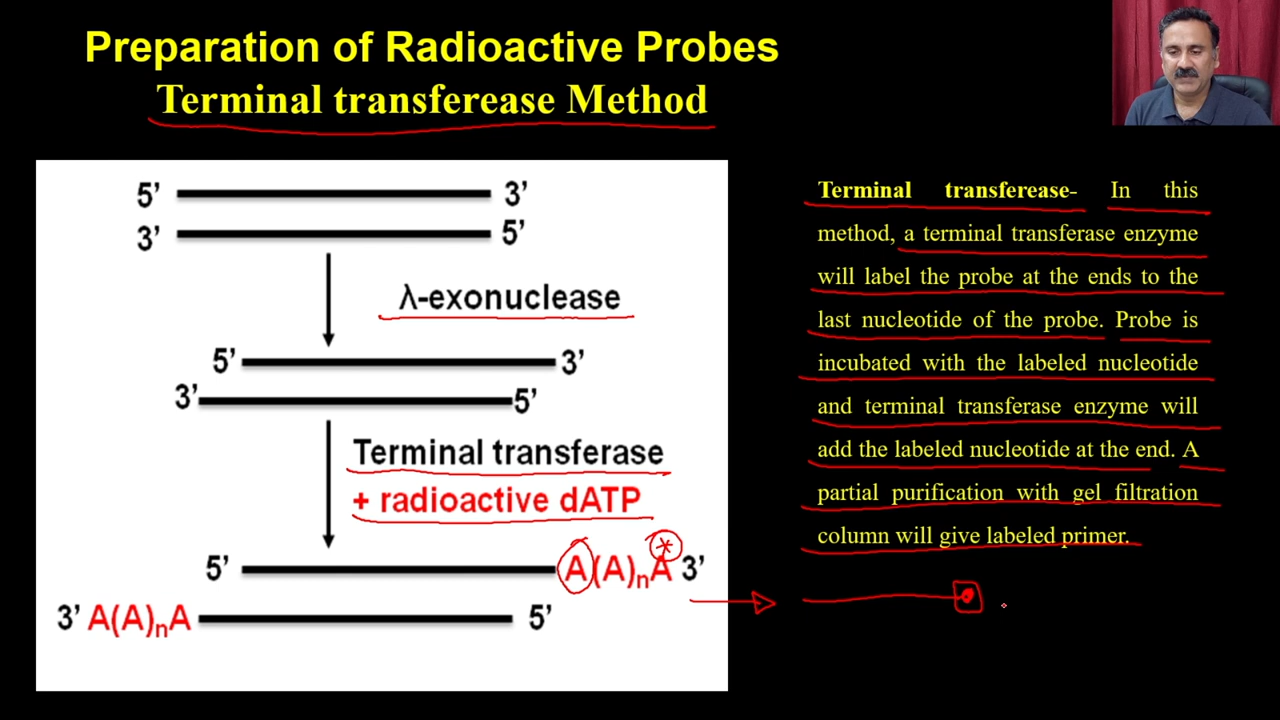 Preparation of Radioactive Probes
Terminal transferease Method
5’ 3’
3’ 5’
λ-exonuclease
5’ 3’
3’ 5’
Terminal transferase
+ radioactive dATP
5’ A(A)nA* 3’
3’ A(A)nA 5’
Terminal transferease- In this
method, a terminal transferase enzyme
will label the probe at the ends to the
last nucleotide of the probe. Probe is
incubated with the labeled nucleotide
and terminal transferase enzyme will
add the labeled nucleotide at the end. A
partial purification with gel filtration
column will give labeled primer.